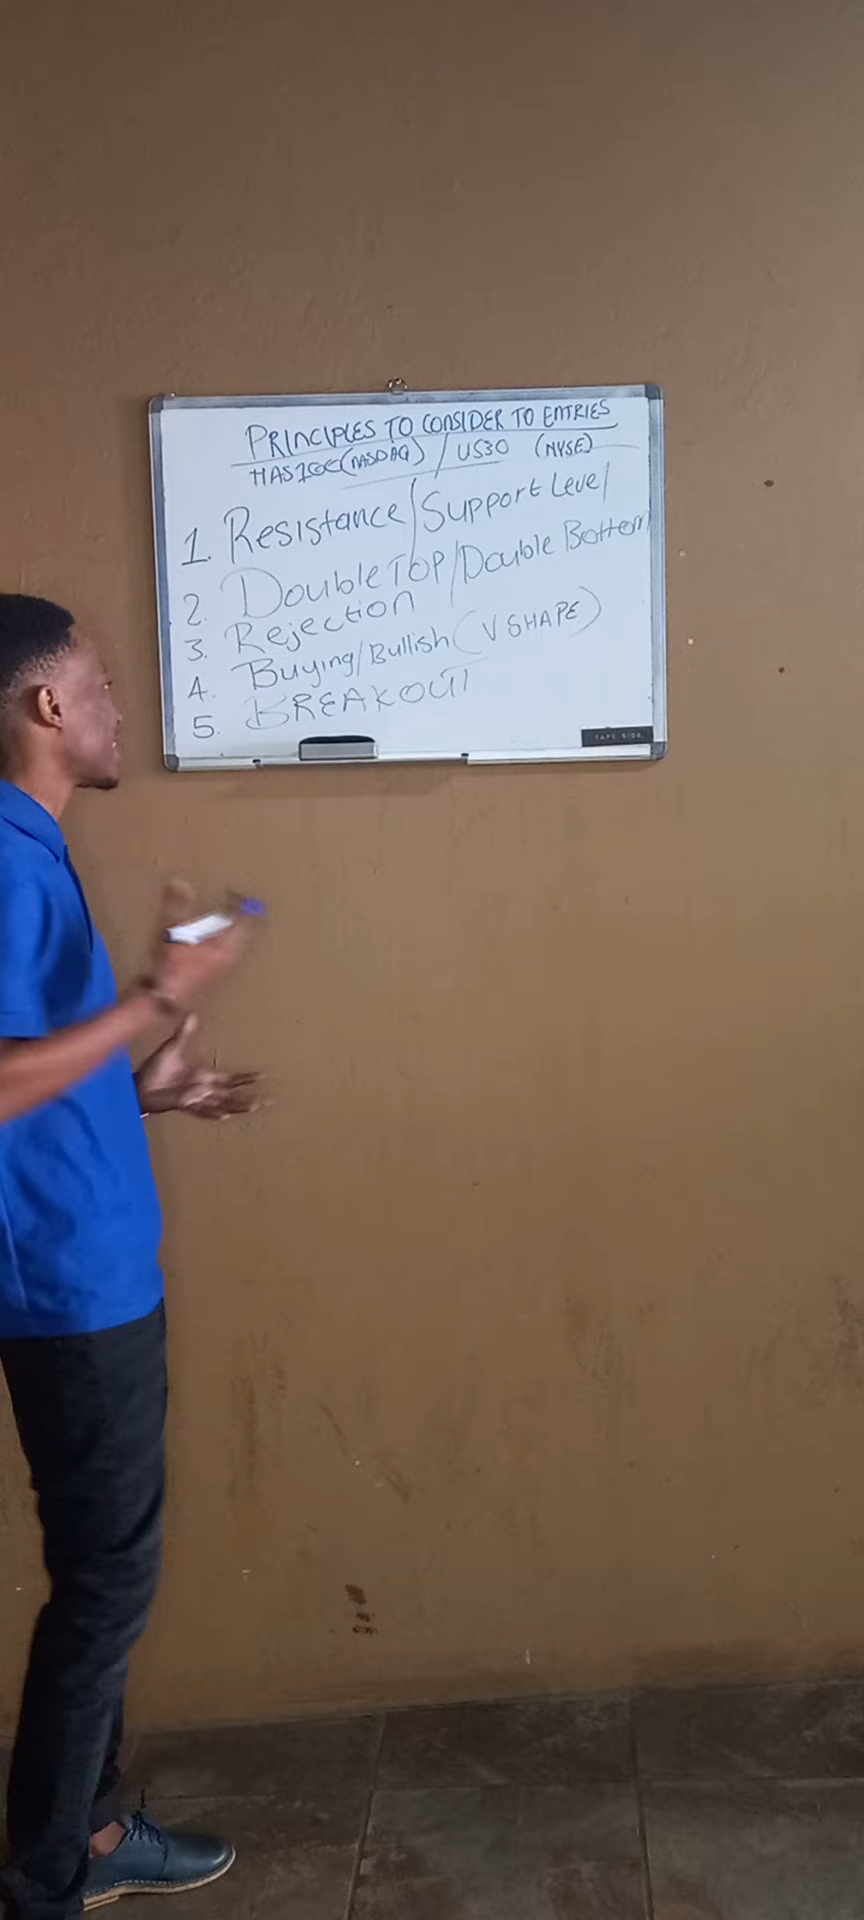 PRINCIPLES TO CONSIDER TO ENTRIES
NAS100(NASDAQ) / US30 (NYSE)
1. Resistance/Support Level
2. Double TOP/Double Bottom
3. Rejection
4. Buying/Bullish (V SHAPE)
5. BREAKOUT